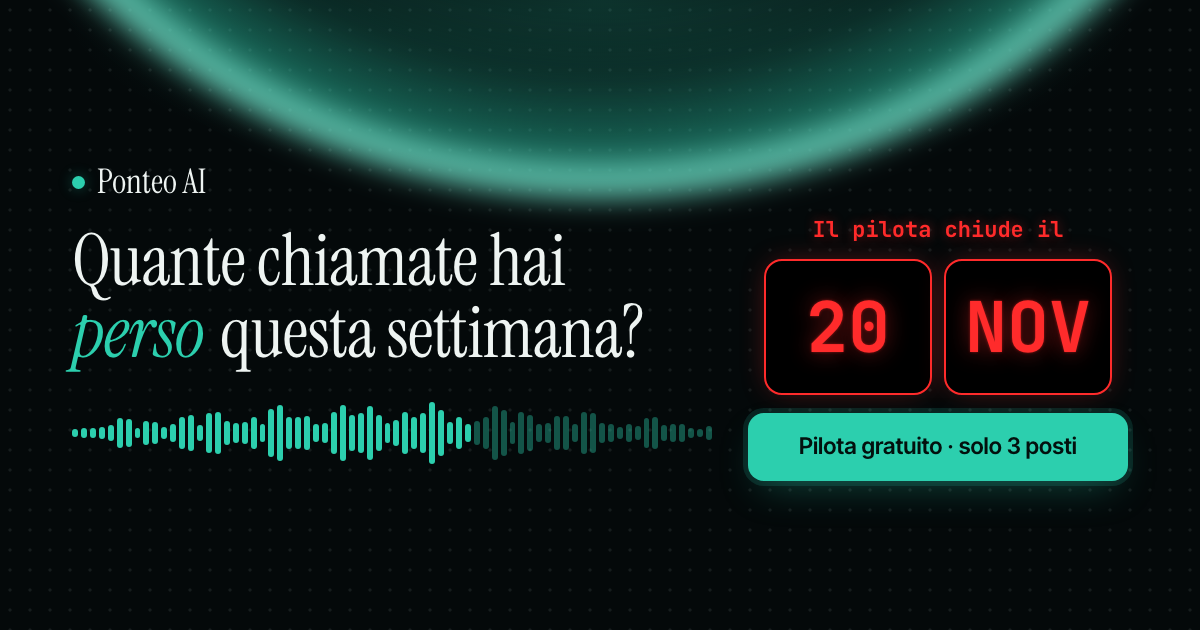 Ponteo AI
Quante chiamate hai
perso questa settimana?
Il pilota chiude il
20 NOV
Pilota gratuito · solo 3 posti